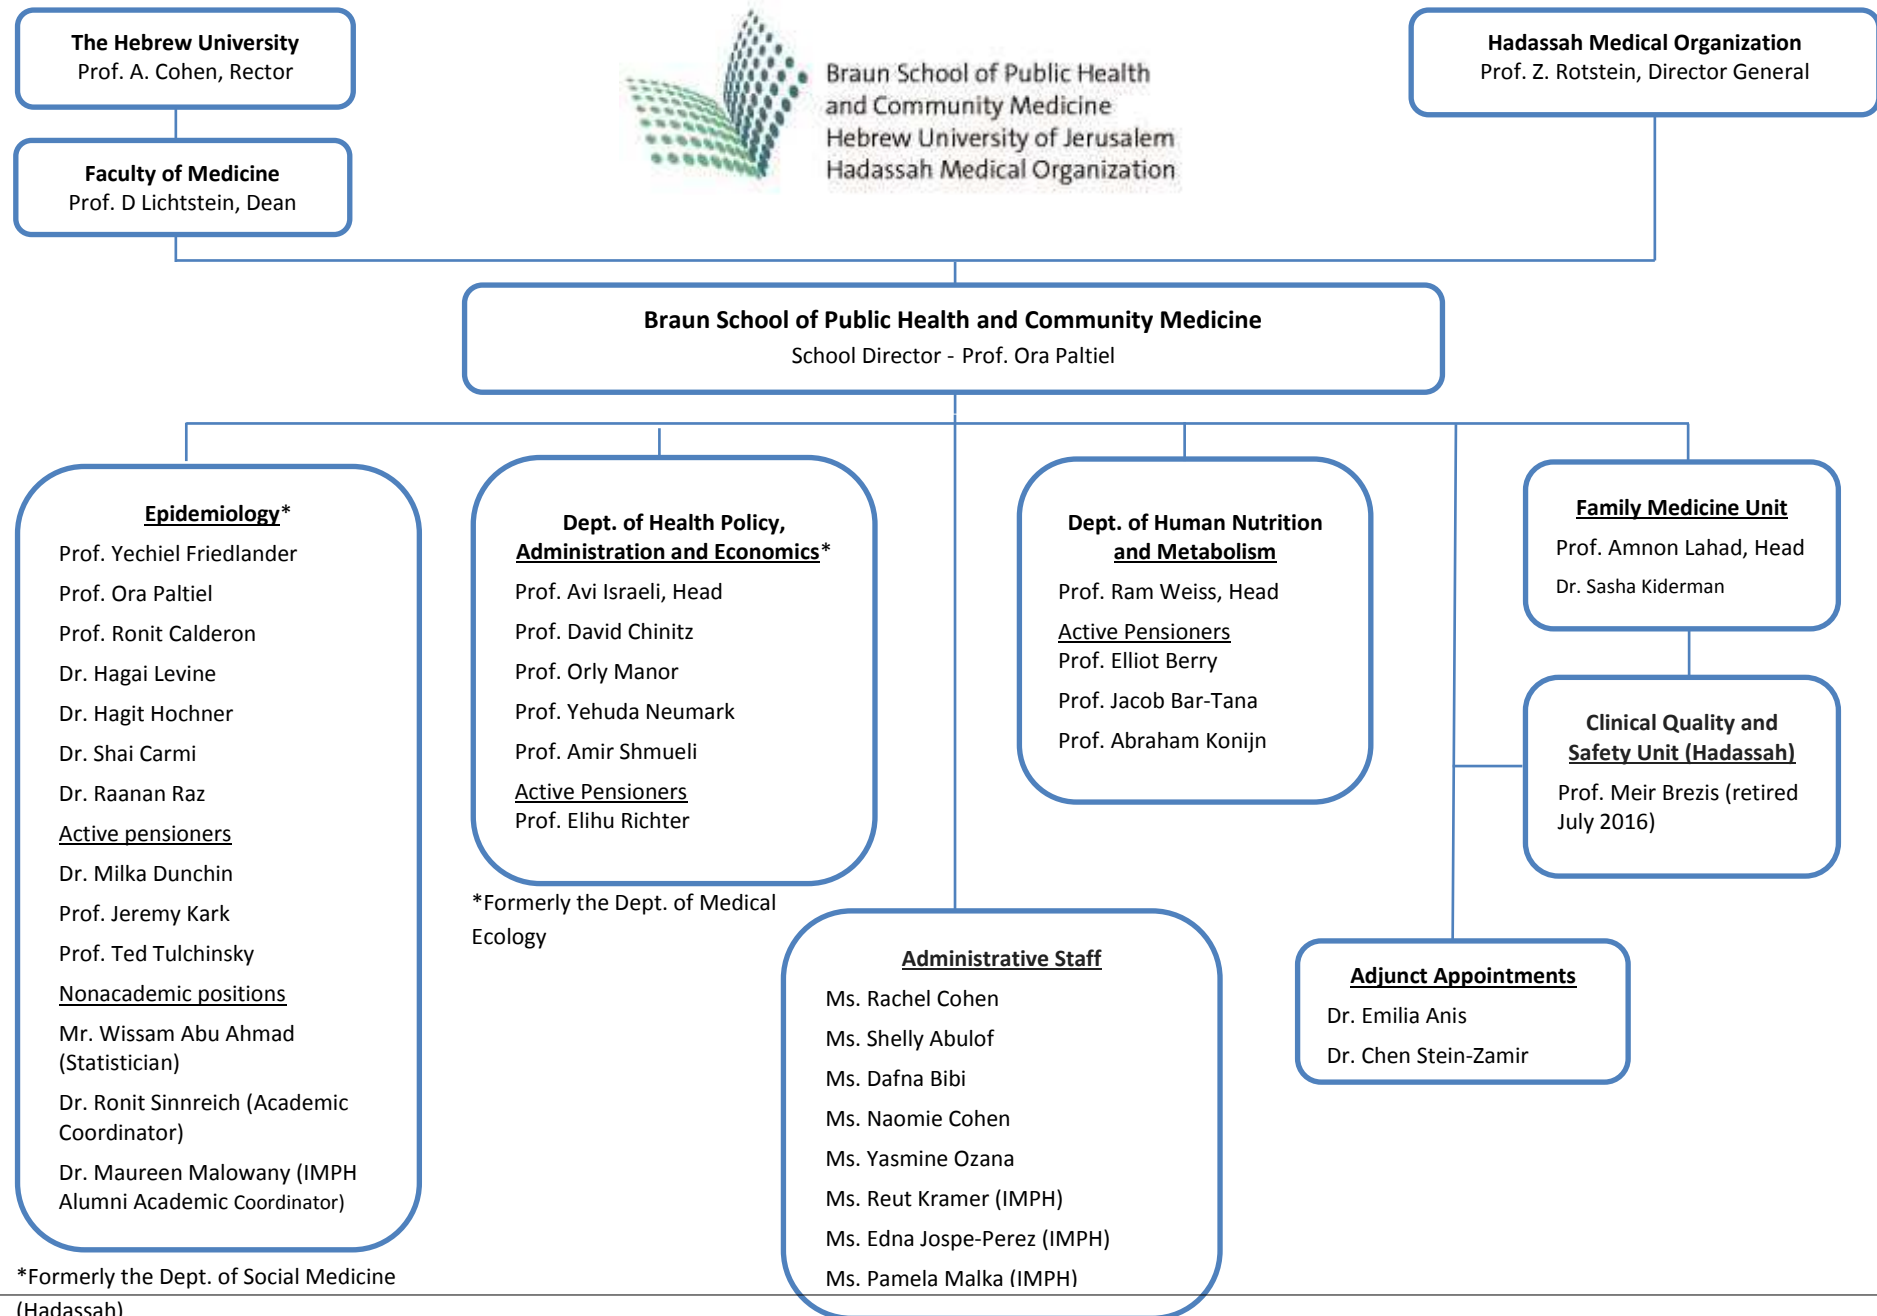 The Hebrew University
Prof. A. Cohen, Rector
Faculty of Medicine
Prof. D Lichtstein, Dean
Braun School of Public Health
and Community Medicine
Hebrew University of Jerusalem
Hadassah Medical Organization
Hadassah Medical Organization
Prof. Z. Rotstein, Director General
Braun School of Public Health and Community Medicine
School Director - Prof. Ora Paltiel
Epidemiology*
Prof. Yechiel Friedlander
Prof. Ora Paltiel
Prof. Ronit Calderon
Dr. Hagai Levine
Dr. Hagit Hochner
Dr. Shai Carmi
Dr. Raanan Raz
Active pensioners
Dr. Milka Dunchin
Prof. Jeremy Kark
Prof. Ted Tulchinsky
Nonacademic positions
Mr. Wissam Abu Ahmad
(Statistician)
Dr. Ronit Sinnreich (Academic
Coordinator)
Dr. Maureen Malowany (IMPH
Alumni Academic Coordinator)
*Formerly the Dept. of Social Medicine
(Hadassah)
Dept. of Health Policy,
Administration and Economics*
Prof. Avi Israeli, Head
Prof. David Chinitz
Prof. Orly Manor
Prof. Yehuda Neumark
Prof. Amir Shmueli
Active Pensioners
Prof. Elihu Richter
*Formerly the Dept. of Medical
Ecology
Administrative Staff
Ms. Rachel Cohen
Ms. Shelly Abulof
Ms. Dafna Bibi
Ms. Naomie Cohen
Ms. Yasmine Ozana
Ms. Reut Kramer (IMPH)
Ms. Edna Jospe-Perez (IMPH)
Ms. Pamela Malka (IMPH)
Dept. of Human Nutrition
and Metabolism
Prof. Ram Weiss, Head
Active Pensioners
Prof. Elliot Berry
Prof. Jacob Bar-Tana
Prof. Abraham Konijn
Family Medicine Unit
Prof. Amnon Lahad, Head
Dr. Sasha Kiderman
Clinical Quality and
Safety Unit (Hadassah)
Prof. Meir Brezis (retired
July 2016)
Adjunct Appointments
Dr. Emilia Anis
Dr. Chen Stein-Zamir